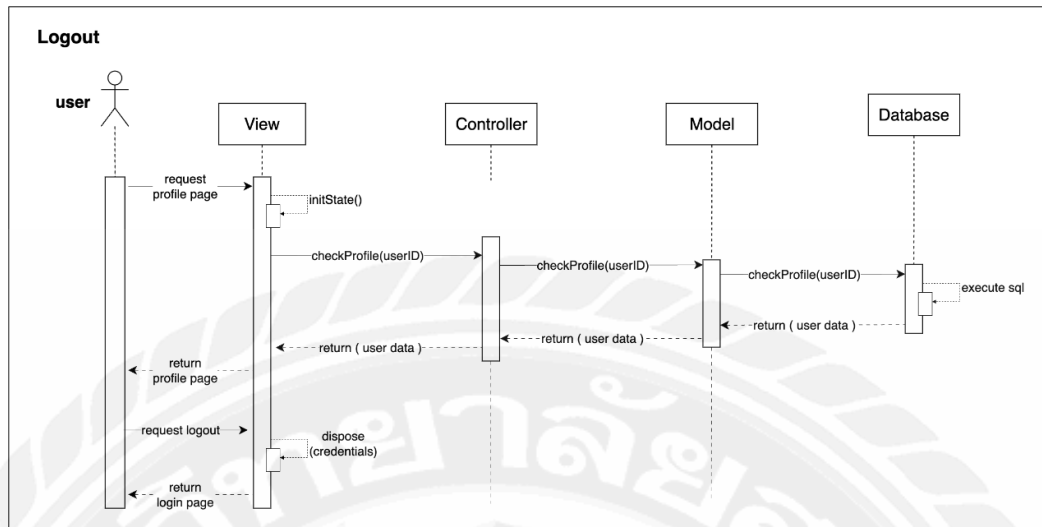 Logout
user
View
Controller
Model
Database
request
profile page
initState()
checkProfile(userID)
checkProfile(userID)
checkProfile(userID)
execute sql
return ( user data )
return ( user data )
return ( user data )
return
profile page
request logout
dispose
(credentials)
return
login page